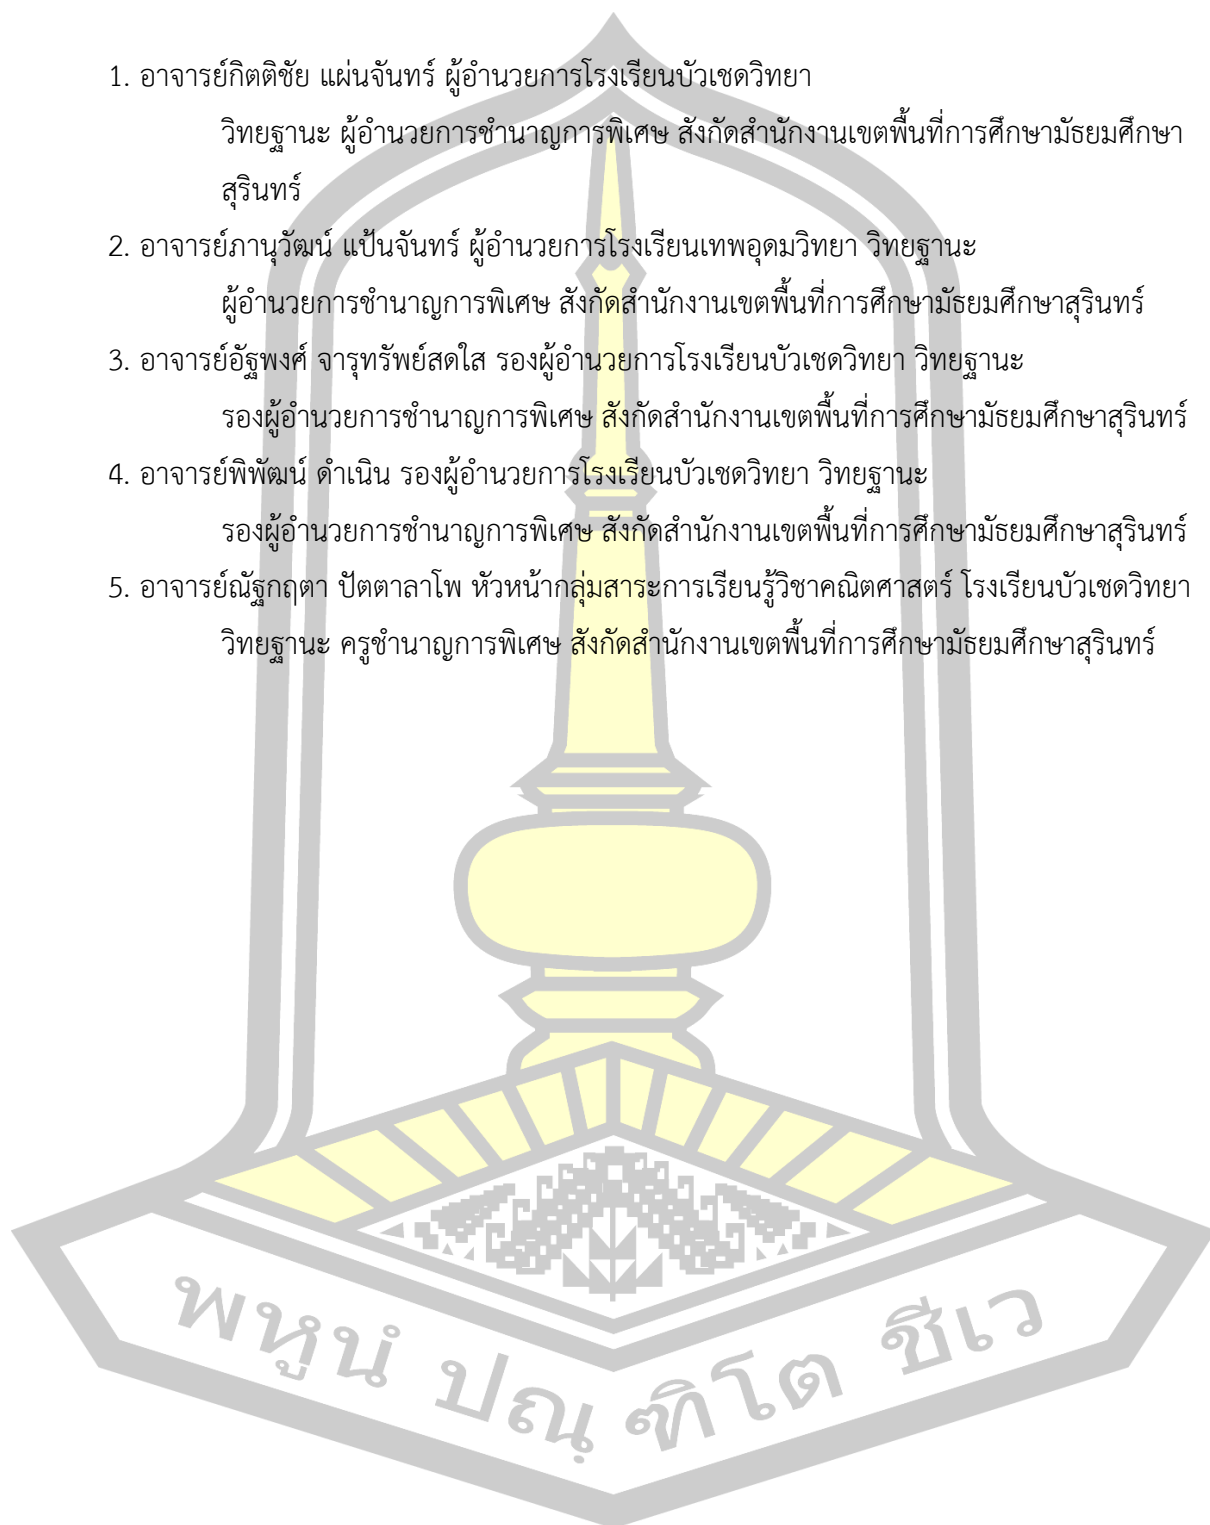 1. อาจารย์กิตติชัย แผ่นจันทร์ ผู้อำนวยการโรงเรียนบัวเชดวิทยา
วิทยฐานะ ผู้อำนวยการชำนาญการพิเศษ สังกัดสำนักงานเขตพื้นที่การศึกษามัธยมศึกษา
สุรินทร์
2. อาจารย์ภานุวัฒน์ แป้นจันทร์ ผู้อำนวยการโรงเรียนเทพอุดมวิทยา วิทยฐานะ
ผู้อำนวยการชำนาญการพิเศษ สังกัดสำนักงานเขตพื้นที่การศึกษามัธยมศึกษาสุรินทร์
3. อาจารย์อัฐพงศ์ จารุทรัพย์สดใส รองผู้อำนวยการโรงเรียนบัวเชดวิทยา วิทยฐานะ
รองผู้อำนวยการชำนาญการพิเศษ สังกัดสำนักงานเขตพื้นที่การศึกษามัธยมศึกษาสุรินทร์
4. อาจารย์พิพัฒน์ ดำเนิน รองผู้อำนวยการโรงเรียนบัวเชดวิทยา วิทยฐานะ
รองผู้อำนวยการชำนาญการพิเศษ สังกัดสำนักงานเขตพื้นที่การศึกษามัธยมศึกษาสุรินทร์
5. อาจารย์ณัฐกฤตา ปัตตาลาโพ หัวหน้ากลุ่มสาระการเรียนรู้วิชาคณิตศาสตร์ โรงเรียนบัวเชดวิทยา
วิทยฐานะ ครูชำนาญการพิเศษ สังกัดสำนักงานเขตพื้นที่การศึกษามัธยมศึกษาสุรินทร์
พหูนํ ปณฺ ฑิโต ชีเว